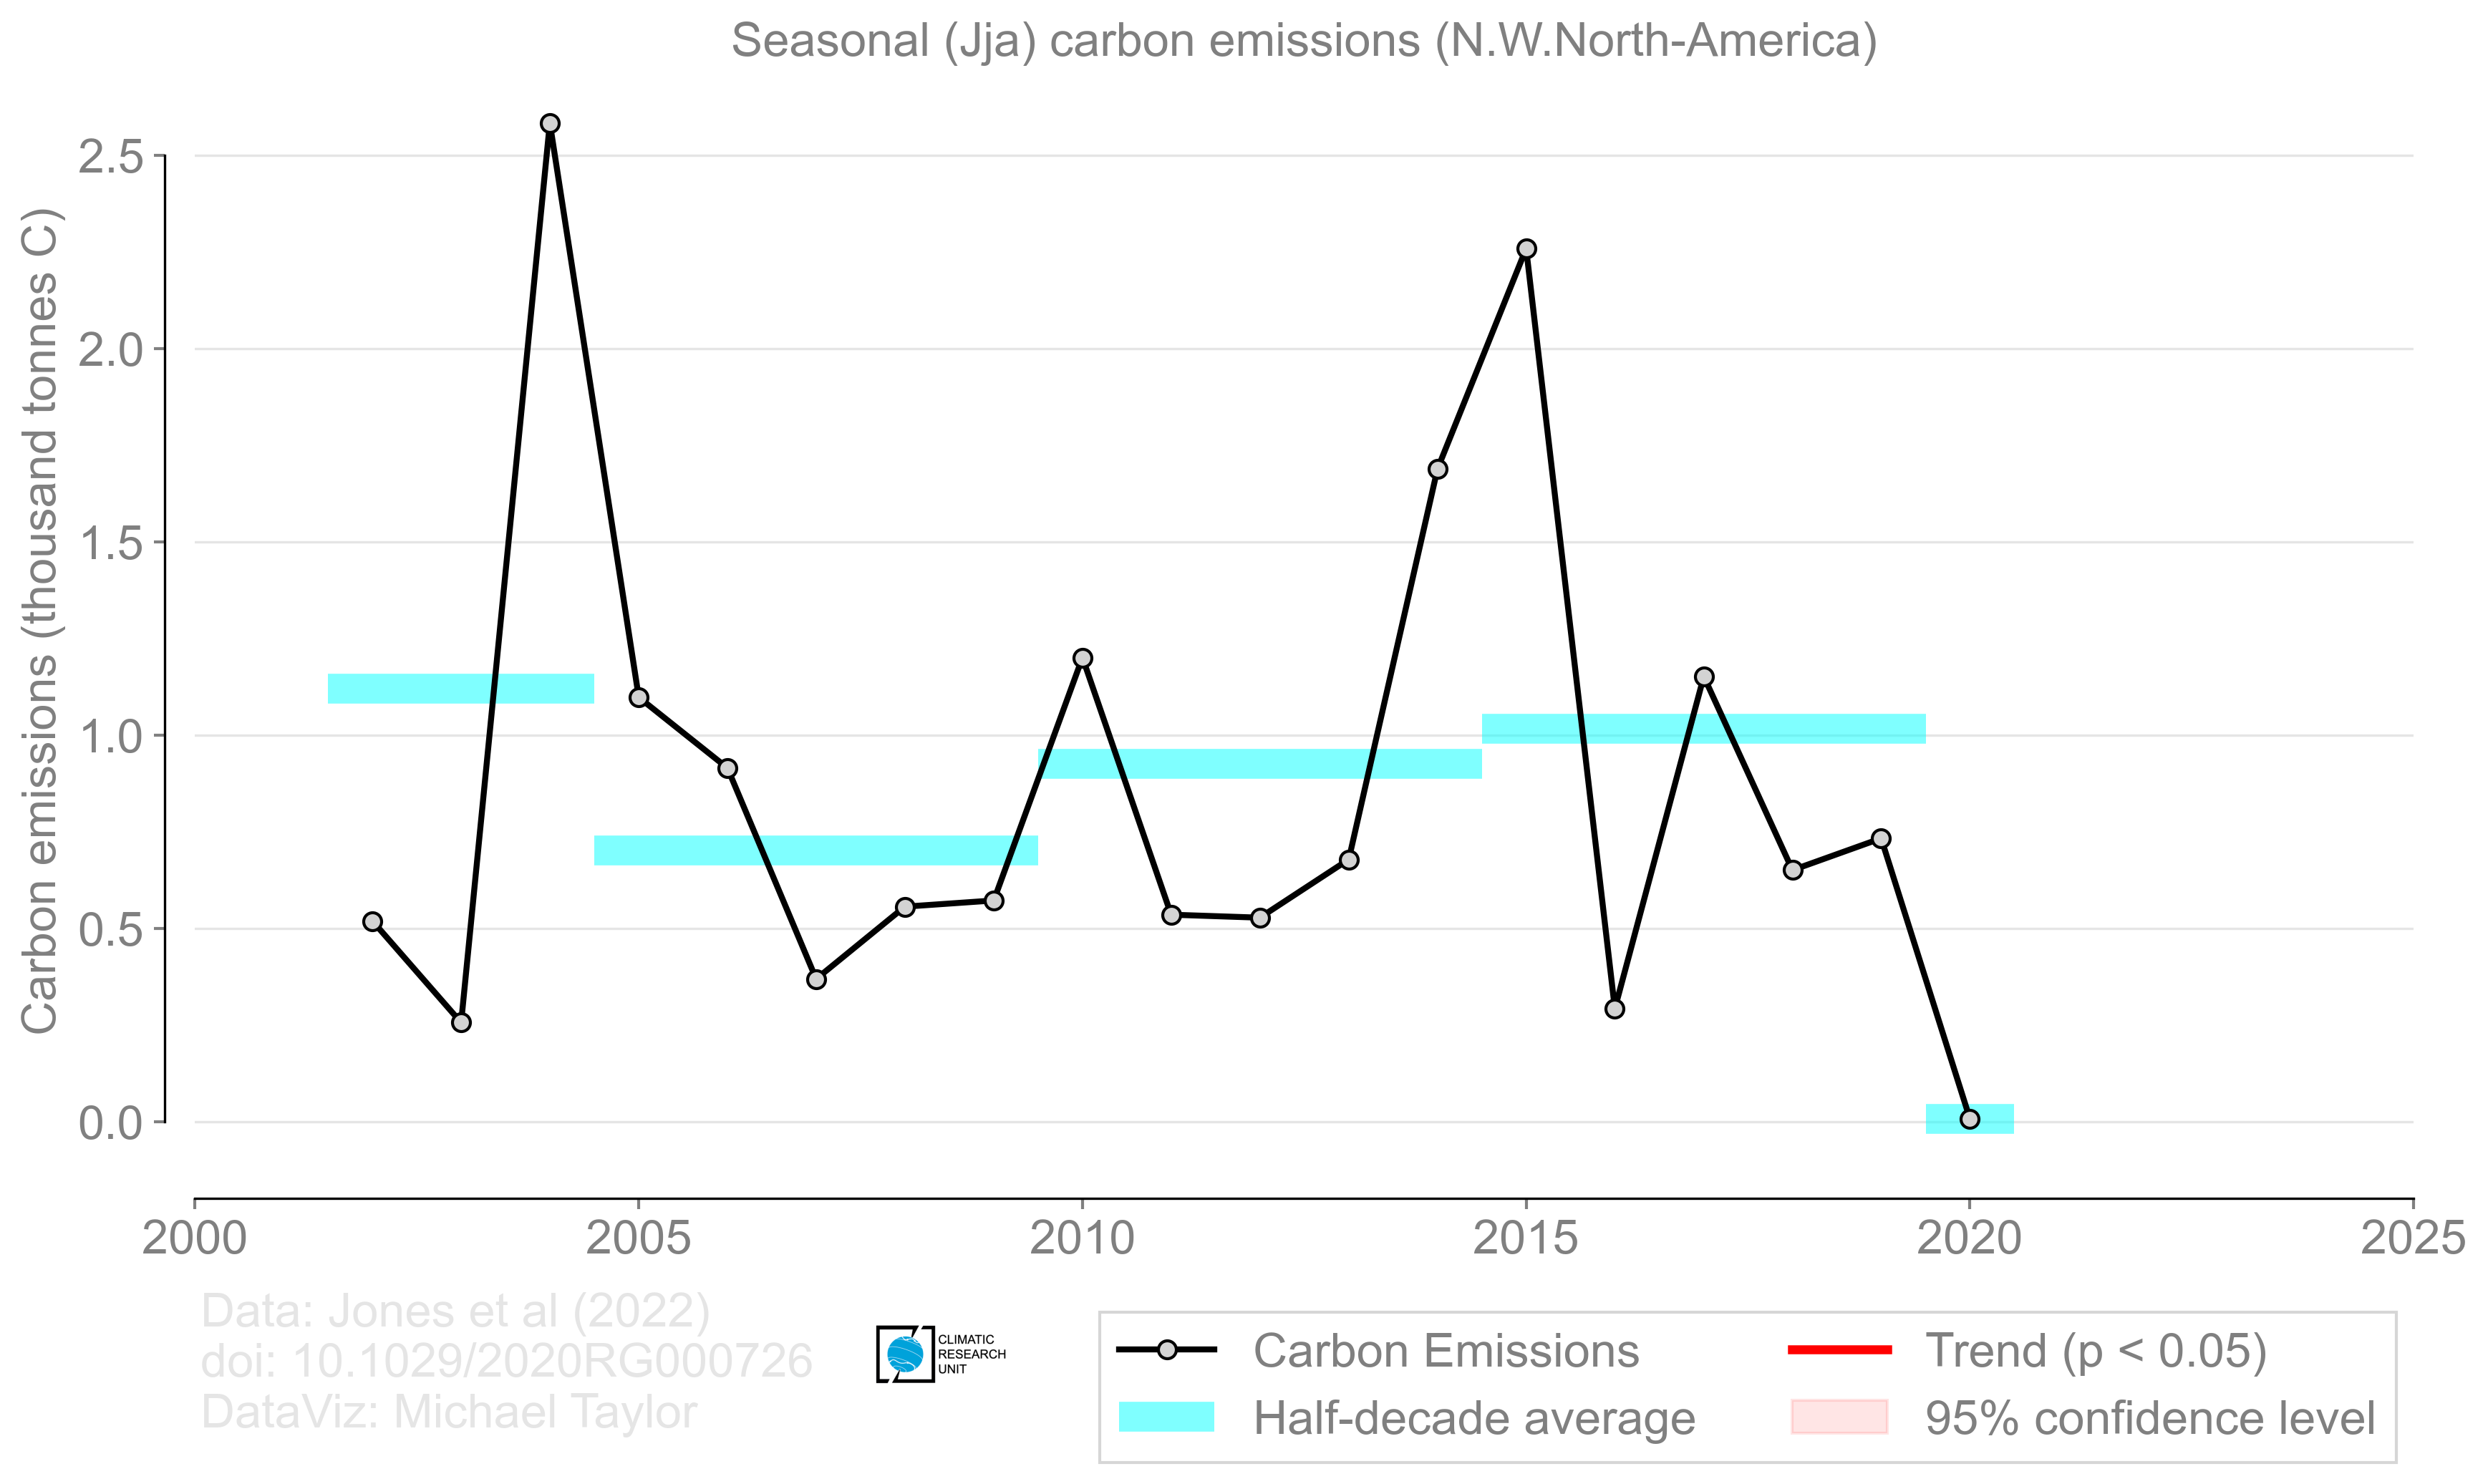 Seasonal (Jja) carbon emissions (N.W.North-America)
Carbon emissions (thousand tonnes C)
2.5
2.0
1.5
1.0
0.5
0.0
2000 2005 2010 2015 2020 2025
Data: Jones et al (2022)
doi: 10.1029/2020RG000726
DataViz: Michael Taylor
CLIMATIC
RESEARCH
UNIT
Carbon Emissions
Half-decade average
Trend (p < 0.05)
95% confidence level